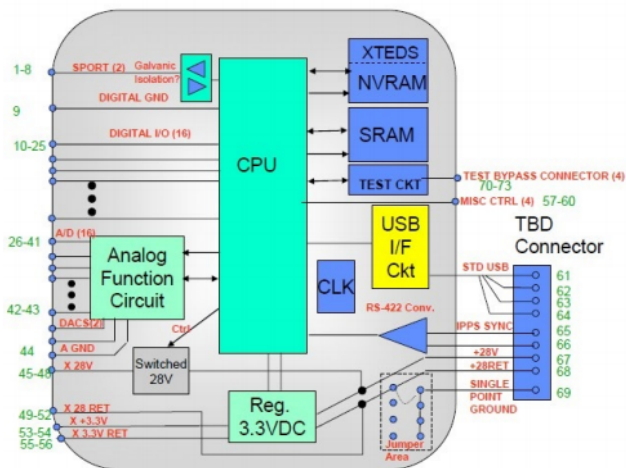 1-8
SPORT (2)
Galvanic
Isolation?
DIGITAL GND
9
DIGITAL I/O (16)
10-25
CPU
XTEDS
NVRAM
SRAM
TEST CKT
TEST BYPASS CONNECTOR (4)
70-73
MISC CTRL (4)
57-60
26-41
A/D (16)
Analog
Function
Circuit
USB
I/F
Ckt
CLK
TBD
Connector
STD USB
61
62
63
64
RS-422 Conv.
IPPS SYNC
65
66
+28V
67
+28RET
68
SINGLE
POINT
GROUND
69
42-43
DACS(2)
44
A GND
Ctrl
45-48
X 28V
Switched
28V
49-52
X 28 RET
X +3.3V
53-54
X 3.3V RET
55-56
Reg.
3.3VDC
Jumper
Area